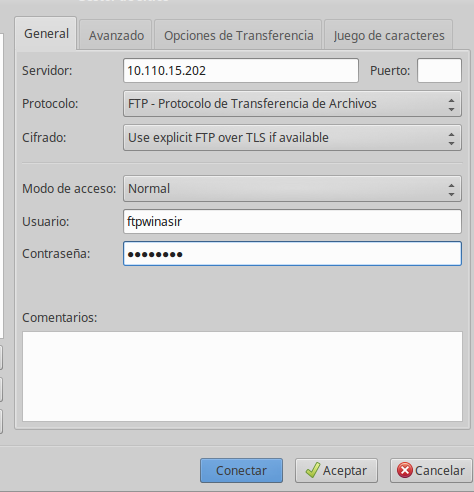 General Avanzado Opciones de Transferencia Juego de caracteres
Servidor: 10.110.15.202 Puerto:
Protocolo: FTP - Protocolo de Transferencia de Archivos
Cifrado: Use explicit FTP over TLS if available
Modo de acceso: Normal
Usuario: ftpwinasir
Contraseña: ●●●●●●●●
Comentarios:
Conectar Aceptar Cancelar